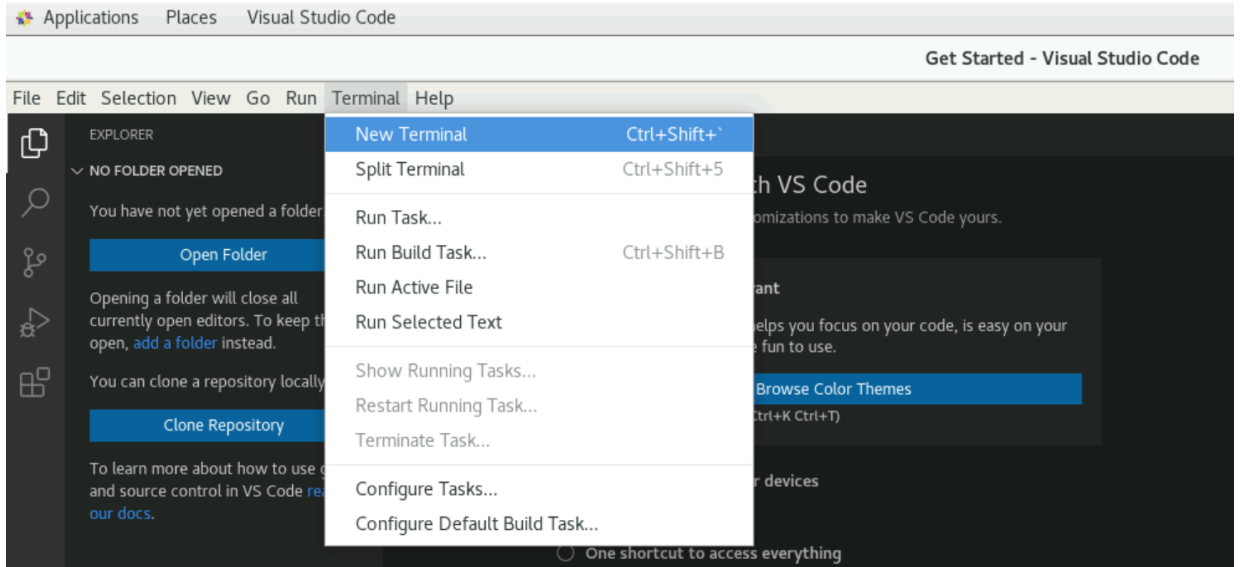 Applications Places Visual Studio Code
Get Started - Visual Studio Code
File Edit Selection View Go Run Terminal Help
EXPLORER
NO FOLDER OPENED
You have not yet opened a folder
Open Folder
Opening a folder will close all
currently open editors. To keep
open, add a folder instead.
You can clone a repository locally
Clone Repository
To learn more about how to use
and source control in VS Code
our docs.
New Terminal Ctrl+Shift+`
Split Terminal Ctrl+Shift+5
Run Task...
Run Build Task... Ctrl+Shift+B
Run Active File
Run Selected Text
Show Running Tasks...
Restart Running Task...
Terminate Task...
Configure Tasks...
Configure Default Build Task...
VS Code
to make VS Code yours.
you focus on your code, is easy on your
fun to use.
Browse Color Themes
Ctrl+K Ctrl+T)
devices
One shortcut to access everything